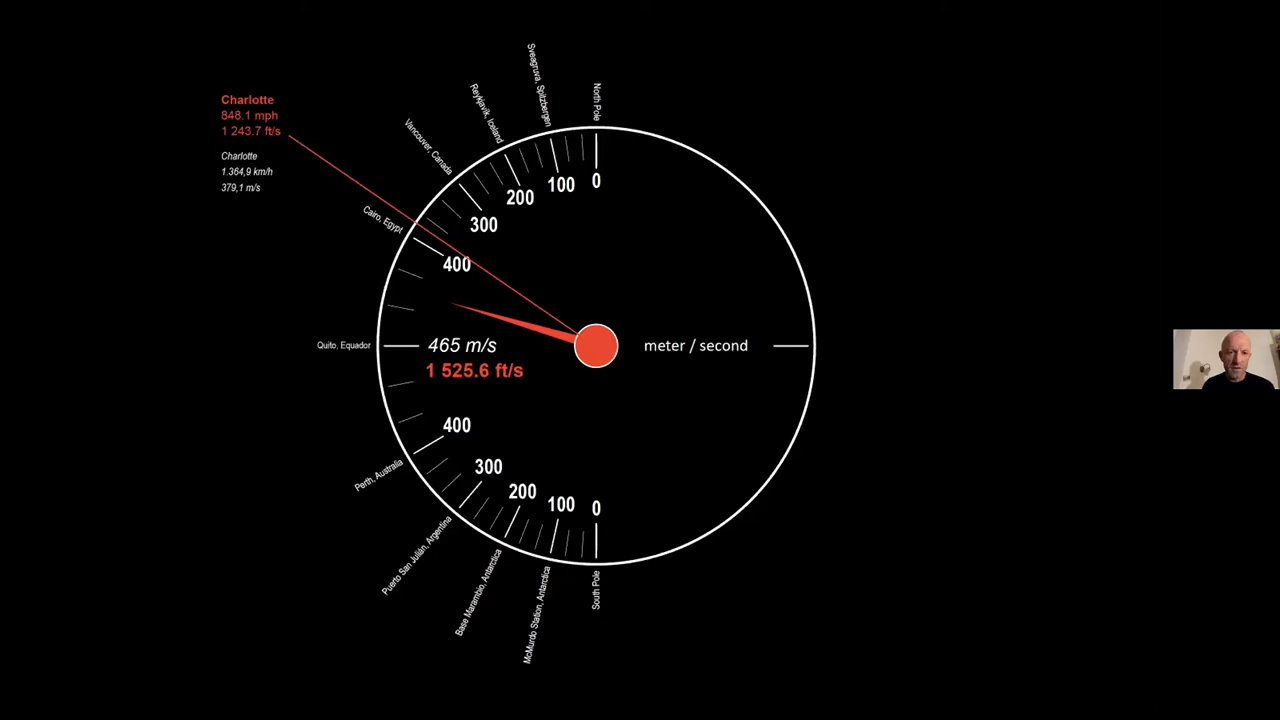 Charlotte
848.1 mph
1 243.7 ft/s
Charlotte
1.364,9 km/h
379,1 m/s
North Pole
Sveagruva, Spitzbergen
Reykjavik, Iceland
Vancouver, Canada
Cairo, Egypt
Quito, Equador
Perth, Australia
Puerto San Julián, Argentina
Base Marambio, Antarctica
McMurdo Station, Antarctica
South Pole
0
100
200
300
400
465 m/s
1 525.6 ft/s
meter / second
400
300
200
100
0